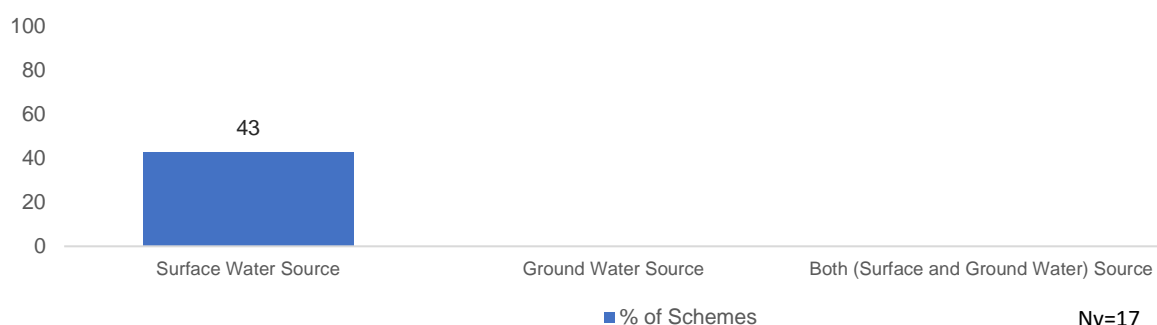 100
80
60
43
40
20
0
Surface Water Source
Ground Water Source
Both (Surface and Ground Water) Source
% of Schemes
Nv=17